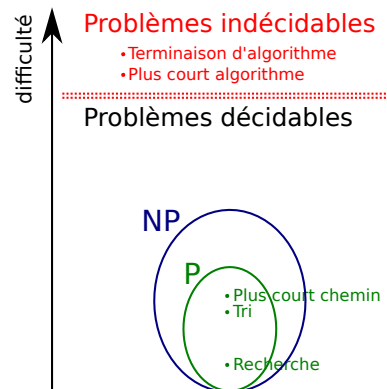 difficulté
Problèmes indécidables
•Terminaison d'algorithme
•Plus court algorithme
Problèmes décidables
NP
P
•Plus court chemin
•Tri
•Recherche